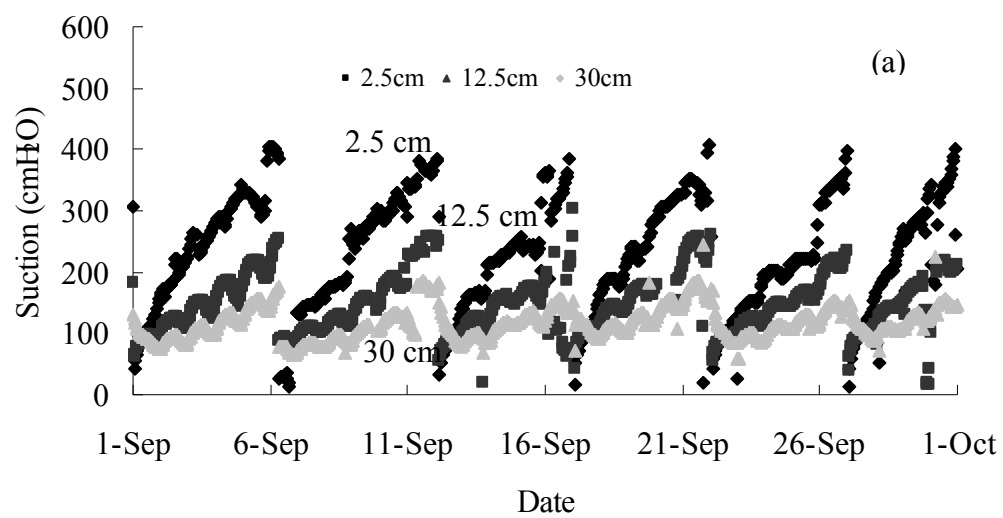 600
(a)
2.5cm 12.5cm 30cm
500
400
2.5 cm
300
12.5 cm
200
100
30 cm
0
Suction (cmH2O)
1-Sep 6-Sep 11-Sep 16-Sep 21-Sep 26-Sep 1-Oct
Date